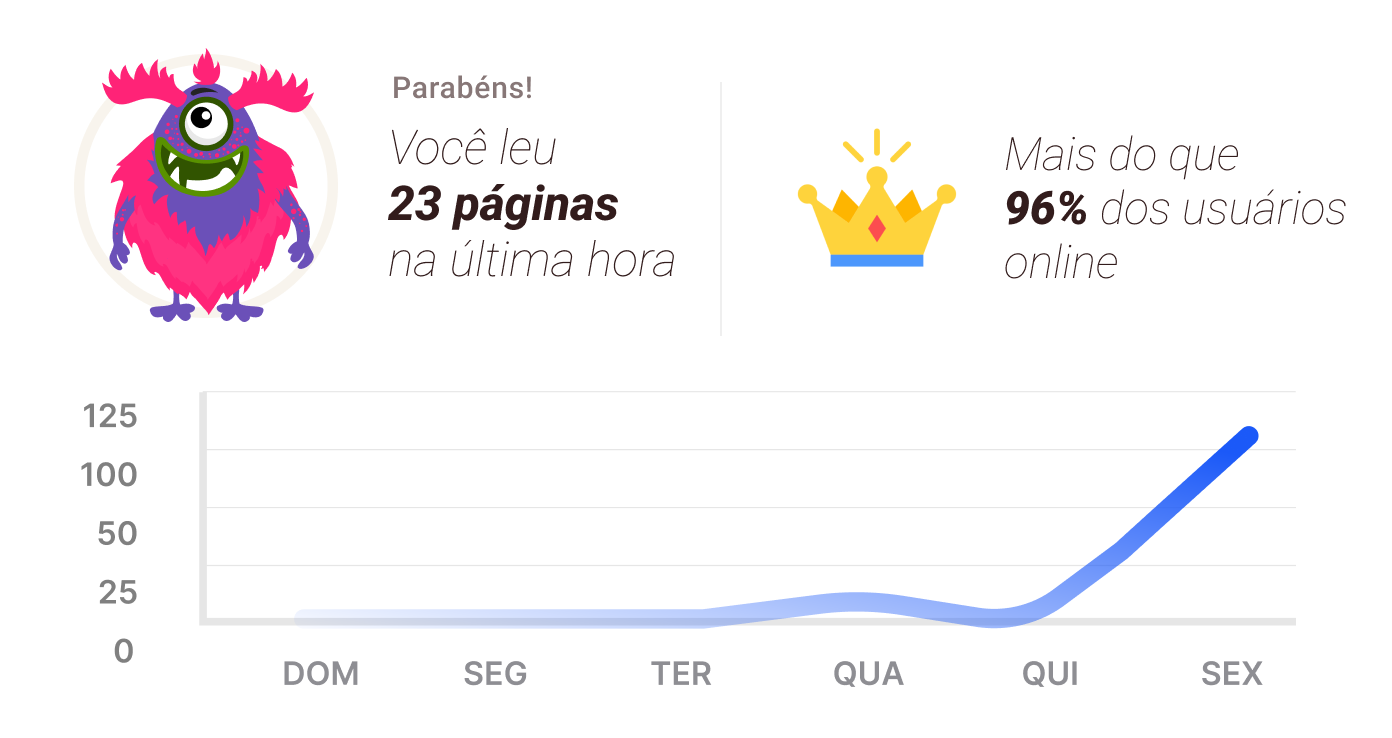 Parabéns!
Você leu
23 páginas
na última hora
Mais do que
96% dos usuários
online
125
100
50
25
0
DOM SEG TER QUA QUI SEX